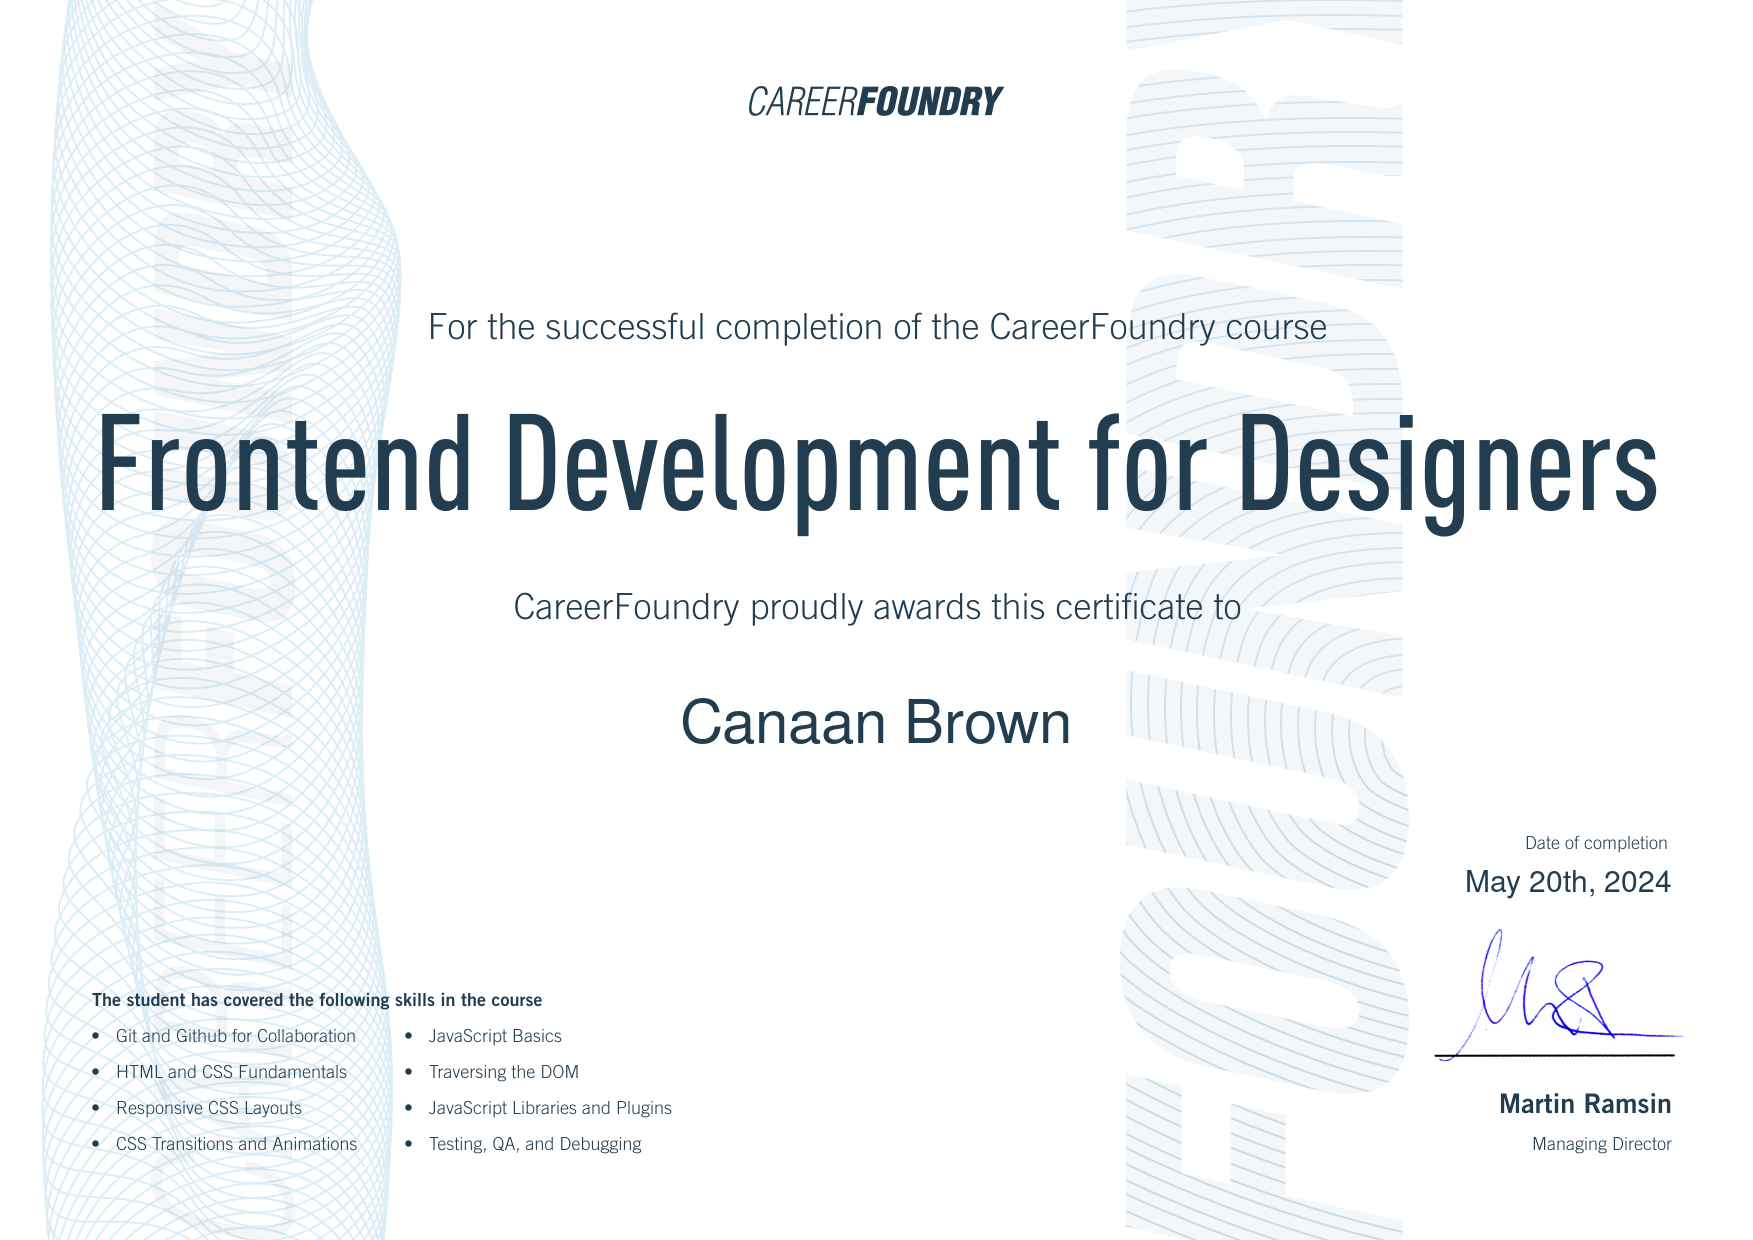 CAREERFOUNDRY
For the successful completion of the CareerFoundry course
Frontend Development for Designers
CareerFoundry proudly awards this certificate to
Canaan Brown
Date of completion
May 20th, 2024
The student has covered the following skills in the course
• Git and Github for Collaboration
• HTML and CSS Fundamentals
• Responsive CSS Layouts
• CSS Transitions and Animations
• JavaScript Basics
• Traversing the DOM
• JavaScript Libraries and Plugins
• Testing, QA, and Debugging
Martin Ramsin
Managing Director
CAREERFOUNDRY
FOUNDRY